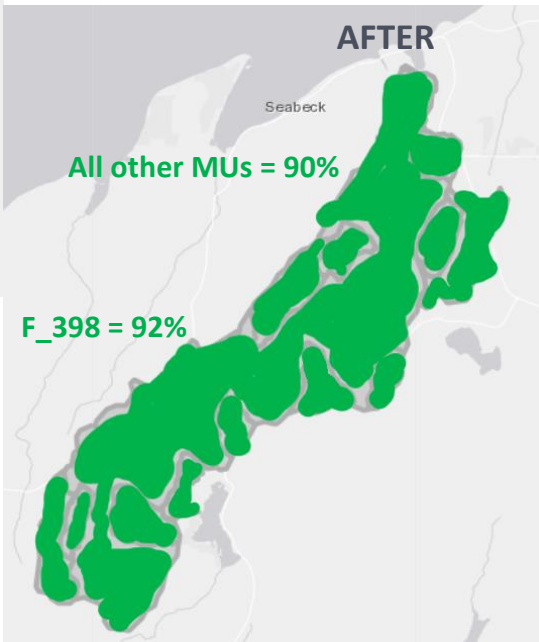 AFTER
Seabeck
All other MUs = 90%
F_398 = 92%